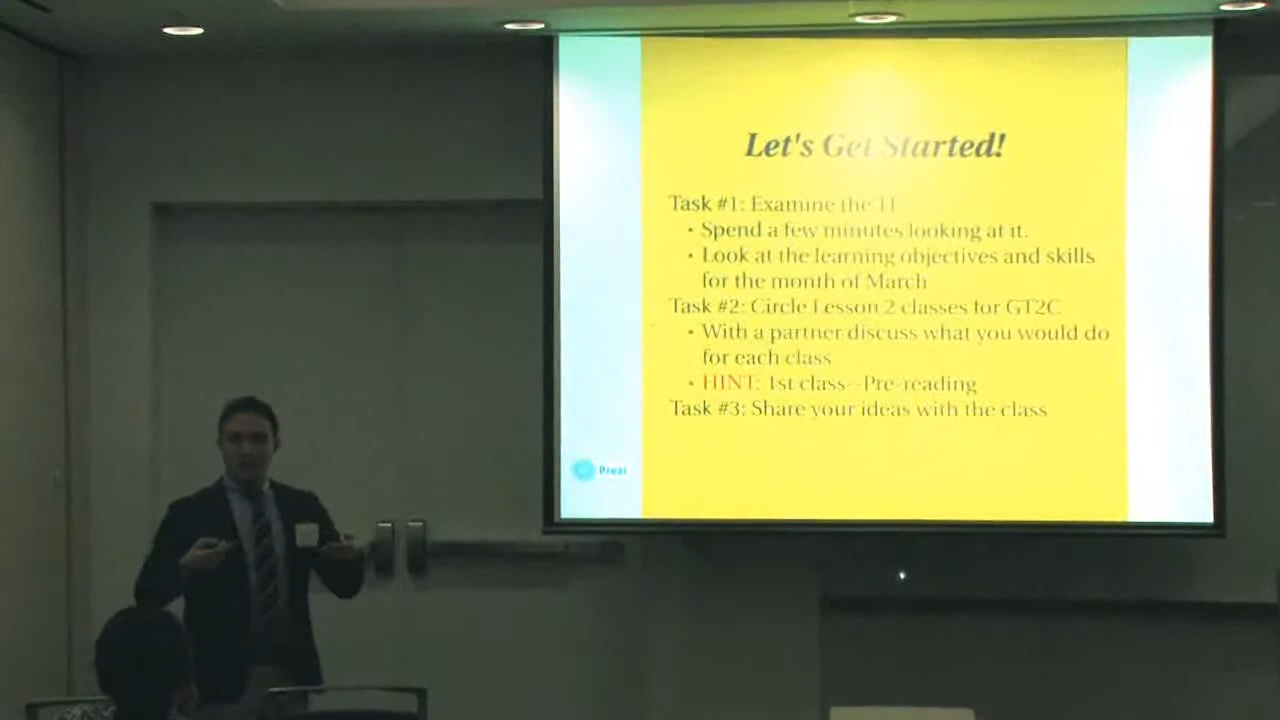 Let's Get Started!
Task #1: Examine the
• Spend a few minutes looking at it.
• Look at the learning objectives and skills
for the month of March
Task #2: Circle Lesson 2 classes for GT2C
• With a partner discuss what you would do
for each class
• HINT: 1st class--Pre-reading
Task #3: Share your ideas with the class
Prezi